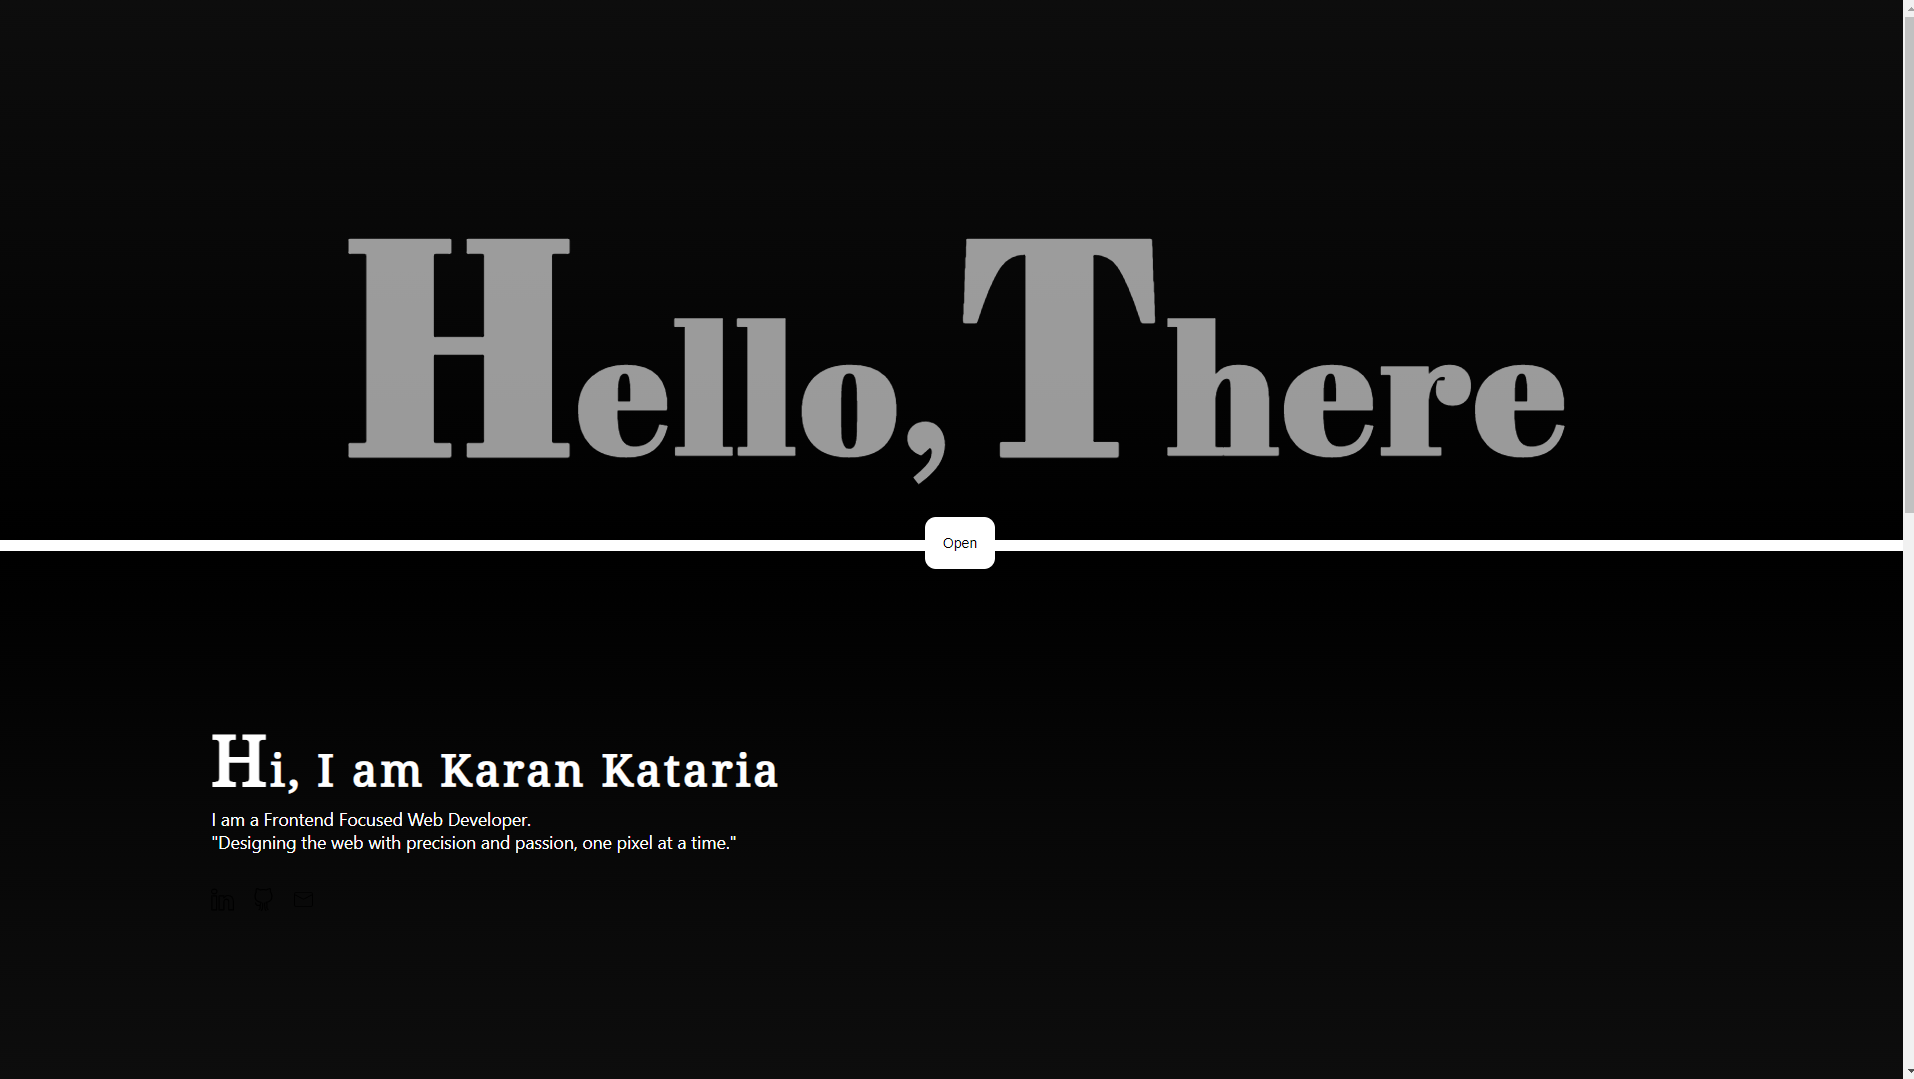 Hello, There
Open
Hi, I am Karan Kataria
I am a Frontend Focused Web Developer.
"Designing the web with precision and passion, one pixel at a time."